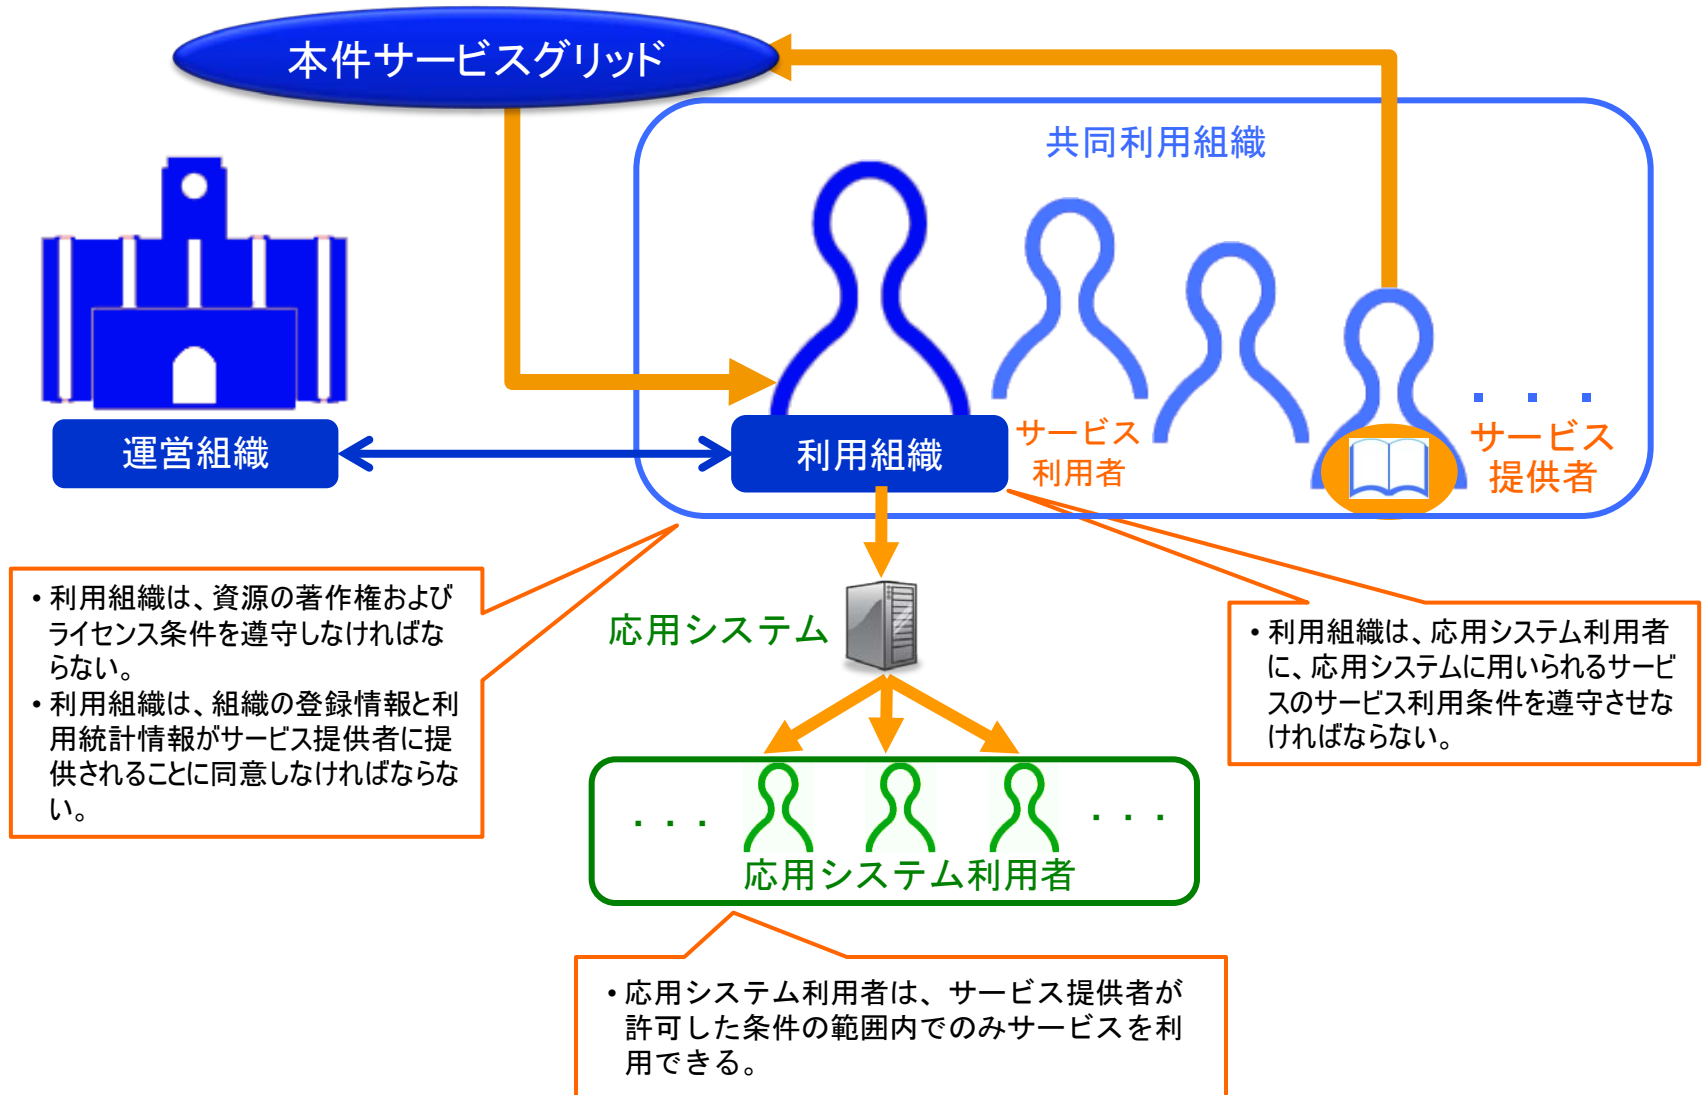 本件サービスグリッド
共同利用組織
運営組織
利用組織
サービス
利用者
サービス
提供者
・利用組織は、資源の著作権および
ライセンス条件を遵守しなければな
らない。
・利用組織は、組織の登録情報と利
用統計情報がサービス提供者に提
供されることに同意しなければならな
い。
応用システム
・利用組織は、応用システム利用者
に、応用システムに用いられるサービ
スのサービス利用条件を遵守させな
ければならない。
応用システム利用者
・応用システム利用者は、サービス提供者が
許可した条件の範囲内でのみサービスを利
用できる。